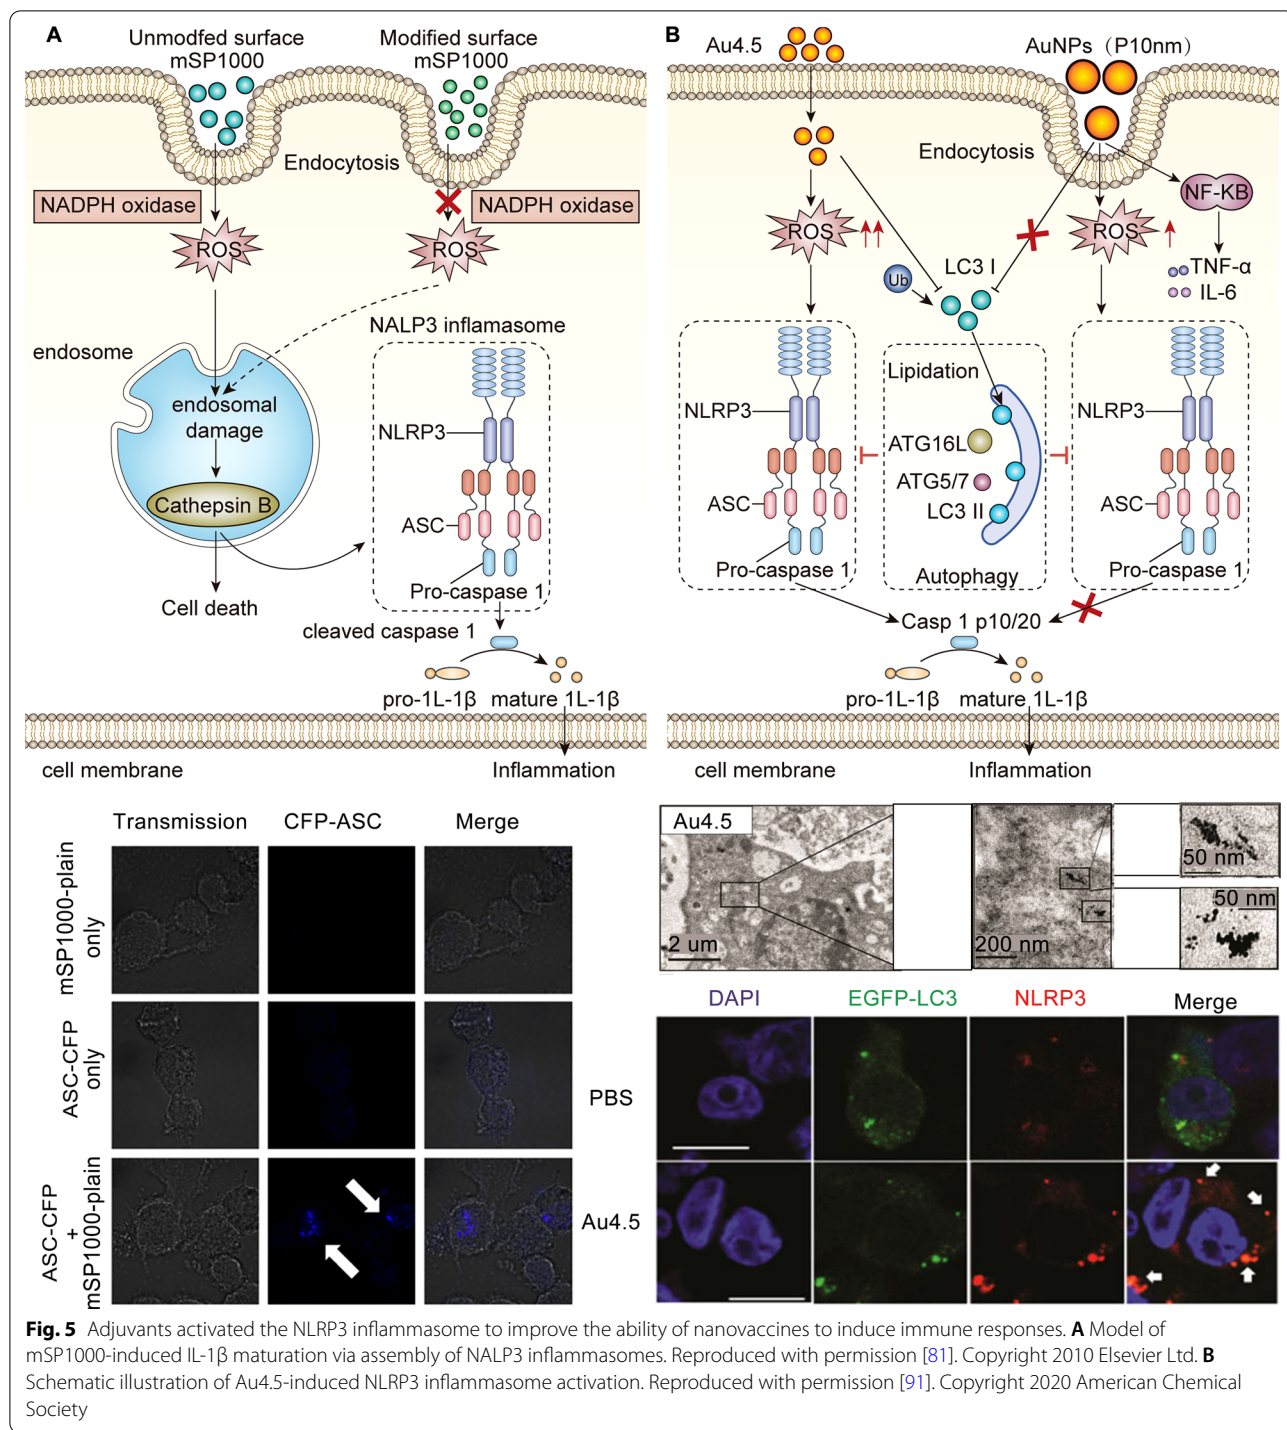 A
Unmodfed surface
mSP1000
Modified surface
mSP1000
Endocytosis
NADPH oxidase
NADPH oxidase
ROS
ROS
NALP3 inflamasome
endosome
endosomal
damage
NLRP3
Cathepsin B
ASC
Pro-caspase 1
Cell death
cleaved caspase 1
pro-1L-1β
mature 1L-1β
cell membrane
Inflammation
Transmission
CFP-ASC
Merge
mSP1000-plain
only
ASC-CFP
only
ASC-CFP
+
mSP1000-plain
B
Au4.5
AuNPs（P10nm）
Endocytosis
NF-KB
ROS
ROS
LC3 I
Ub
TNF-α
IL-6
Lipidation
NLRP3
NLRP3
ATG16L
ATG5/7
ASC
LC3 II
ASC
Pro-caspase 1
Autophagy
Pro-caspase 1
Casp 1 p10/20
pro-1L-1β
mature 1L-1β
cell membrane
Inflammation
Au4.5
2 um
200 nm
50 nm
50 nm
DAPI
EGFP-LC3
NLRP3
Merge
PBS
Au4.5
Fig. 5 Adjuvants activated the NLRP3 inflammasome to improve the ability of nanovaccines to induce immune responses. A Model of
mSP1000-induced IL-1β maturation via assembly of NALP3 inflammasomes. Reproduced with permission [81]. Copyright 2010 Elsevier Ltd. B
Schematic illustration of Au4.5-induced NLRP3 inflammasome activation. Reproduced with permission [91]. Copyright 2020 American Chemical
Society